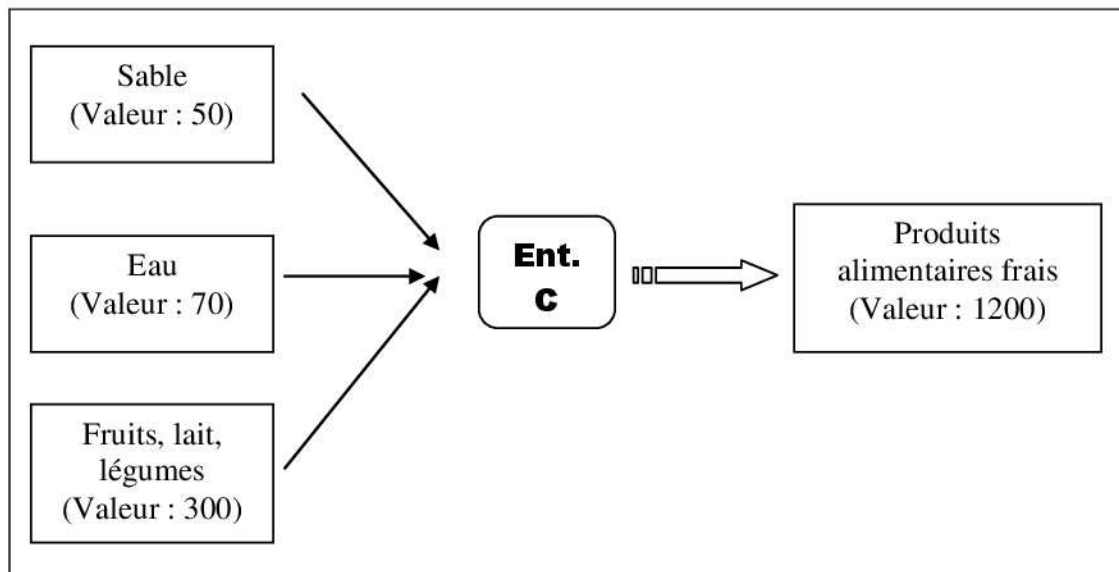 Sable
(Valeur : 50)
Eau
(Valeur : 70)
Fruits, lait,
légumes
(Valeur : 300)
Ent.
C
Produits
alimentaires frais
(Valeur : 1200)